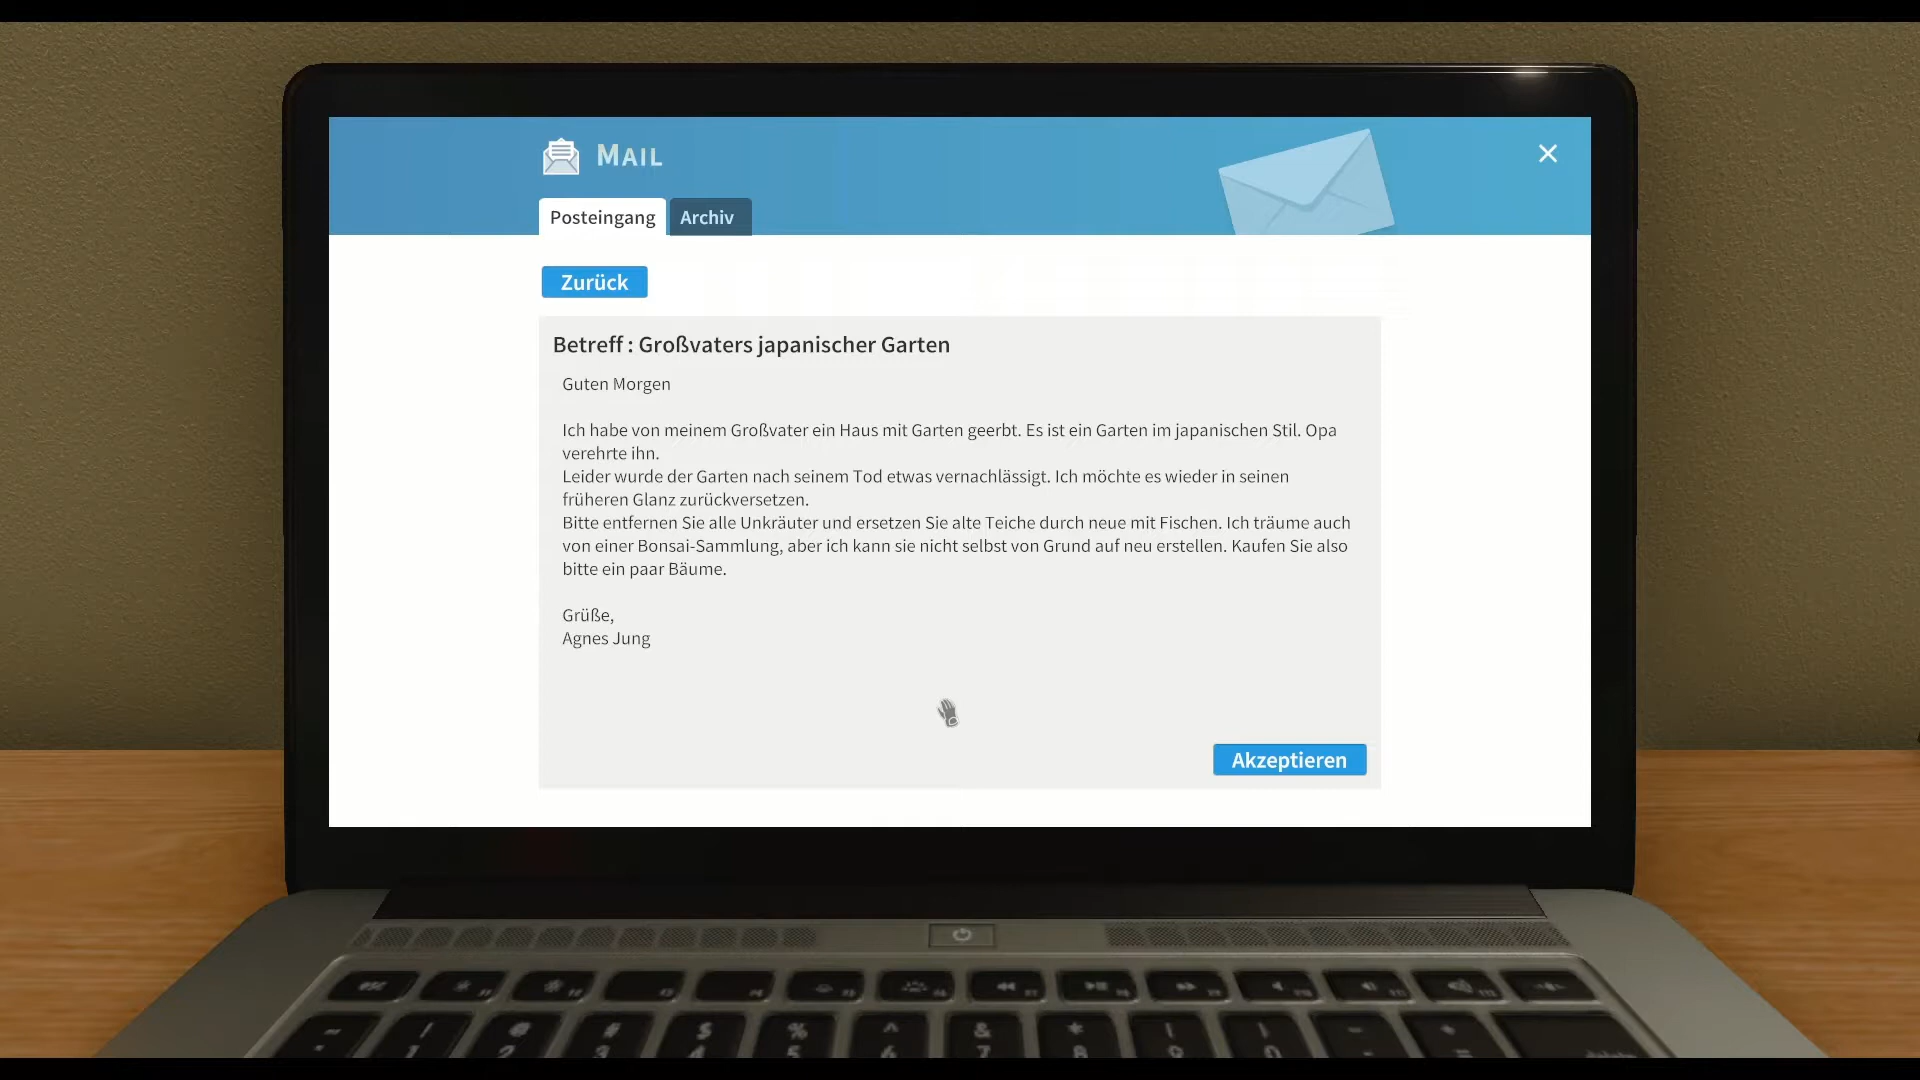 MAIL
Posteingang Archiv
Zurück
Betreff : Großvaters japanischer Garten
Guten Morgen
Ich habe von meinem Großvater ein Haus mit Garten geerbt. Es ist ein Garten im japanischen Stil. Opa
verehrte ihn.
Leider wurde der Garten nach seinem Tod etwas vernachlässigt. Ich möchte es wieder in seinen
früheren Glanz zurückversetzen.
Bitte entfernen Sie alle Unkräuter und ersetzen Sie alte Teiche durch neue mit Fischen. Ich träume auch
von einer Bonsai-Sammlung, aber ich kann sie nicht selbst von Grund auf neu erstellen. Kaufen Sie also
bitte ein paar Bäume.
Grüße,
Agnes Jung
Akzeptieren
esc